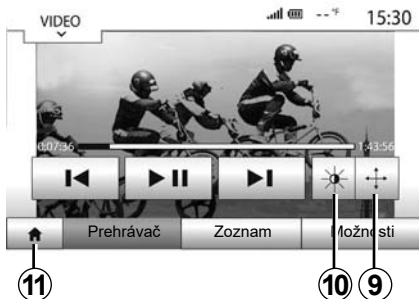 VIDEO
--°F 15:30
0:07:36 1:43:56
Prehrávač Zoznam Možnosti
11 10 9